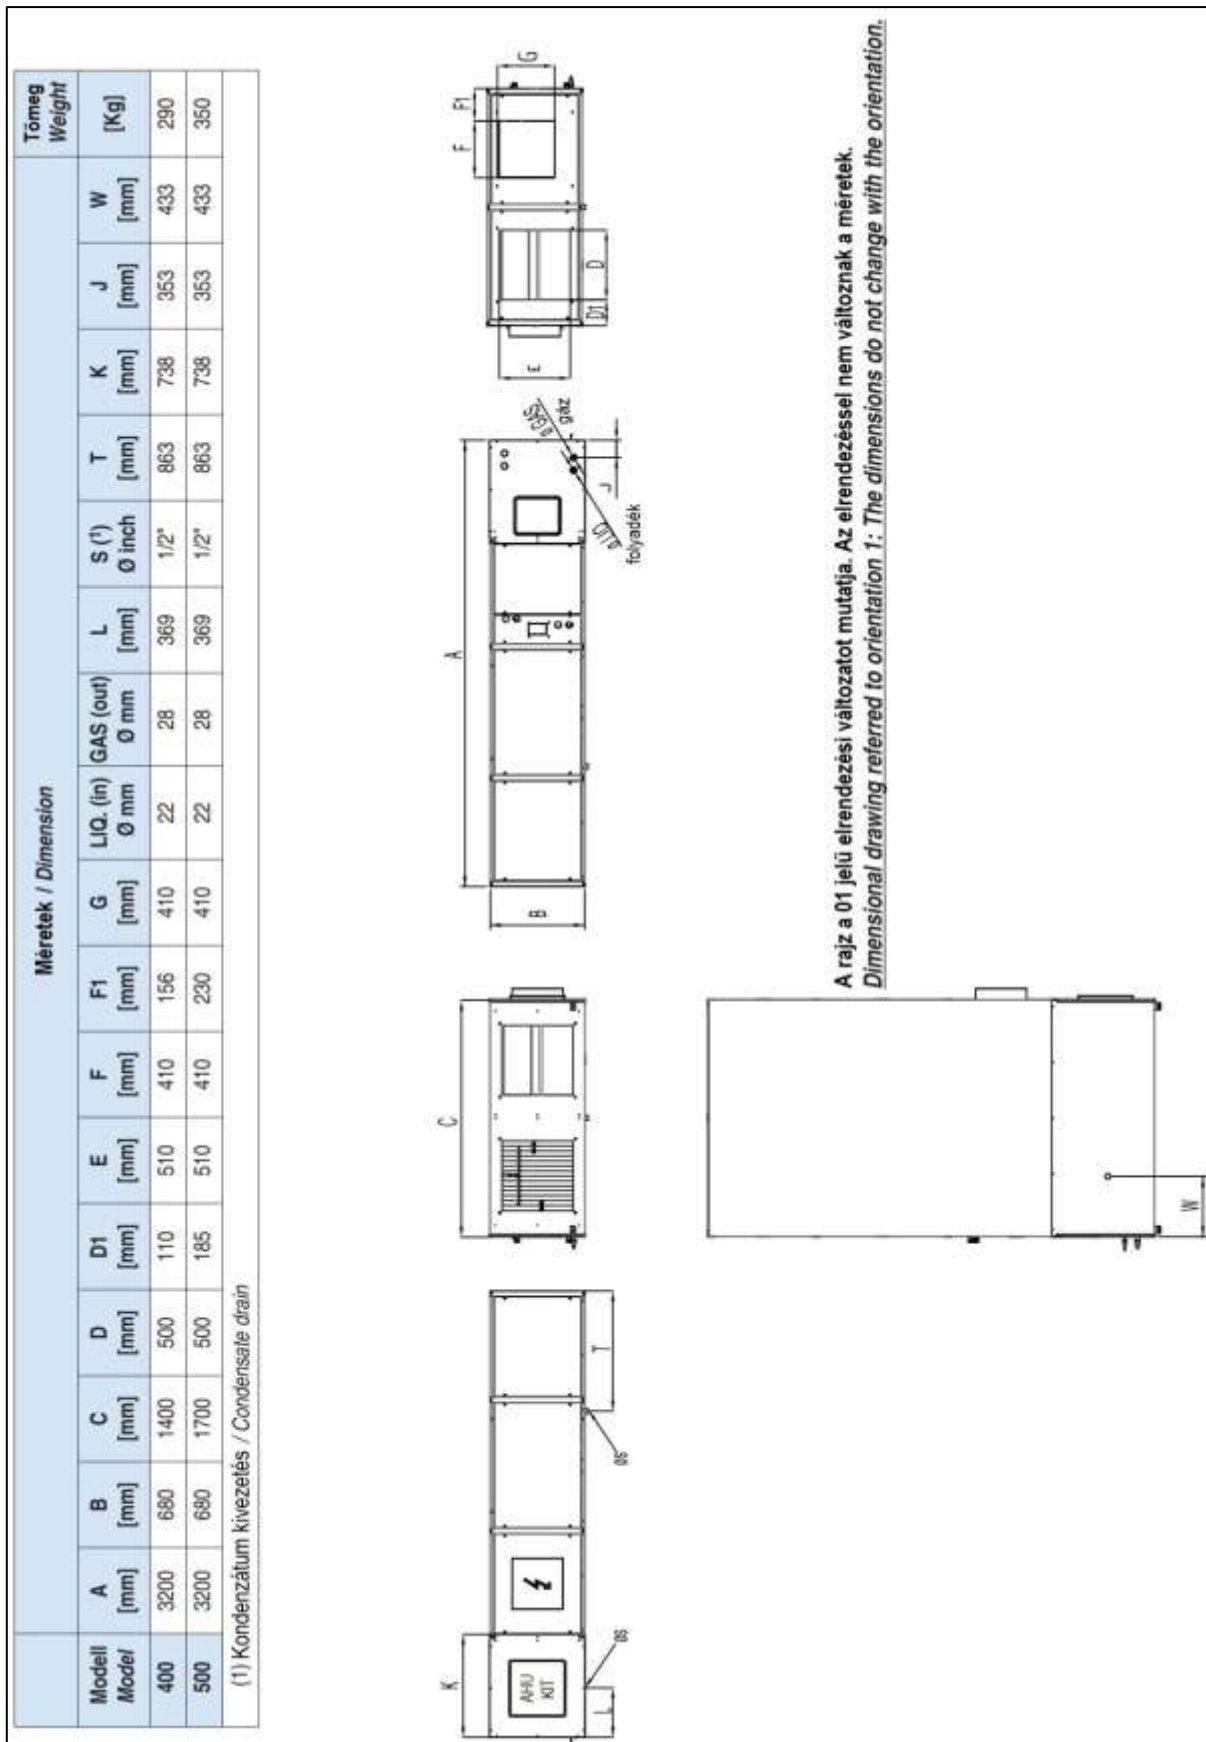 Méretek / Dimension
Tömeg
Weight
Modell
Model
A
[mm]
B
[mm]
C
[mm]
D
[mm]
D1
[mm]
E
[mm]
F
[mm]
F1
[mm]
G
[mm]
LIQ. (in)
Ø mm
GAS (out)
Ø mm
L
[mm]
S (¹)
Ø inch
T
[mm]
K
[mm]
J
[mm]
W
[mm]
[Kg]
400 3200 680 1400 500 110 510 410 156 410 22 28 369 1/2" 863 738 353 433 290
500 3200 680 1700 500 185 510 410 230 410 22 28 369 1/2" 863 738 353 433 350
(1) Kondenzátum kivezetés / Condensate drain
K
AHU
KIT
L
ØS
ØS
T
C
A
B
Ø GAS
gáz
J
Ø LIQ
folyadék
F
F1
G
E
D1
D
W
A rajz a 01 jelű elrendezési változatot mutatja. Az elrendezéssel nem változnak a méretek.
Dimensional drawing referred to orientation 1: The dimensions do not change with the orientation.